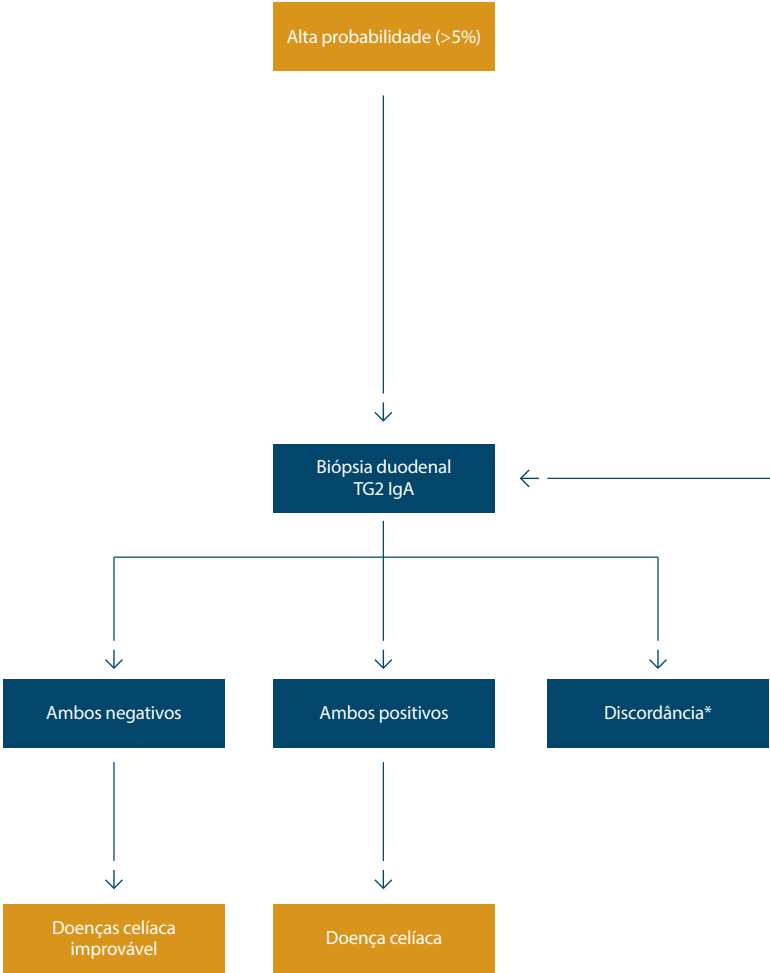 Alta probabilidade (>5%)
Biópsia duodenal
TG2 IgA
Ambos negativos
Ambos positivos
Discordância*
Doenças celíaca
improvável
Doença celíaca